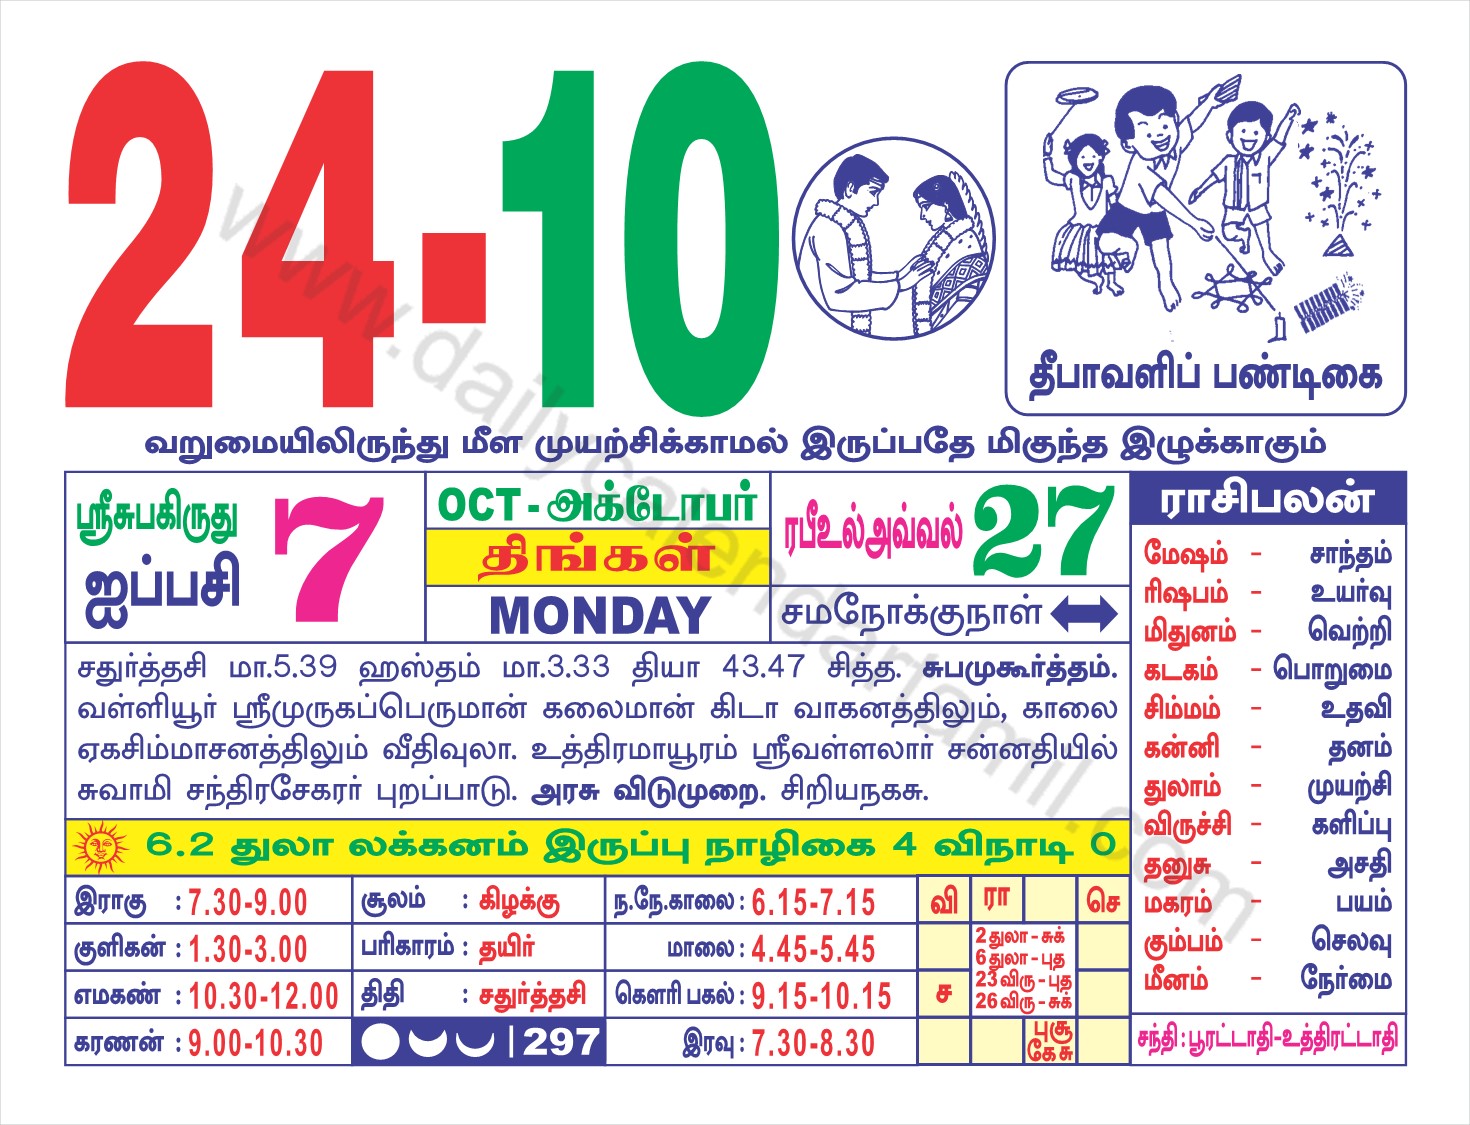 24-10
தீபாவளிப் பண்டிகை
வறுமையிலிருந்து மீள முயற்சிக்காமல் இருப்பதே மிகுந்த இழுக்காகும்
ஸ்ரீசுபகிருது
ஐப்பசி 7
OCT - அக்டோபர்
திங்கள்
MONDAY
ரபீஉல்அவ்வல் 27
சமநோக்குநாள்
சதுர்த்தசி மா.5.39 ஹஸ்தம் மா.3.33 தியா 43.47 சித்த. சுபமுகூர்த்தம்.
வள்ளியூர் ஸ்ரீமுருகப்பெருமான் கலைமான் கிடா வாகனத்திலும், காலை
ஏகசிம்மாசனத்திலும் வீதிவுலா. உத்திரமாயூரம் ஸ்ரீவள்ளலார் சன்னதியில்
சுவாமி சந்திரசேகரர் புறப்பாடு. அரசு விடுமுறை. சிறியநகசு.
6.2 துலா லக்கனம் இருப்பு நாழிகை 4 விநாடி 0
இராகு : 7.30-9.00
குளிகன் : 1.30-3.00
எமகண் : 10.30-12.00
கரணன் : 9.00-10.30
சூலம் : கிழக்கு
பரிகாரம் : தயிர்
திதி : சதுர்த்தசி
| 297
ந.நே.காலை : 6.15-7.15
மாலை : 4.45-5.45
கௌரி பகல் : 9.15-10.15
இரவு : 7.30-8.30
வி ரா செ
2 துலா - சுக்
6 துலா - புத
23 விரு - புத
26 விரு - சுக்
ச
பு சூ
கே சு
ராசிபலன்
மேஷம் - சாந்தம்
ரிஷபம் - உயர்வு
மிதுனம் - வெற்றி
கடகம் - பொறுமை
சிம்மம் - உதவி
கன்னி - தனம்
துலாம் - முயற்சி
விருச்சி - களிப்பு
தனுசு - அசதி
மகரம் - பயம்
கும்பம் - செலவு
மீனம் - நேர்மை
சந்தி : பூரட்டாதி-உத்திரட்டாதி
www.dailycalendartamil.com